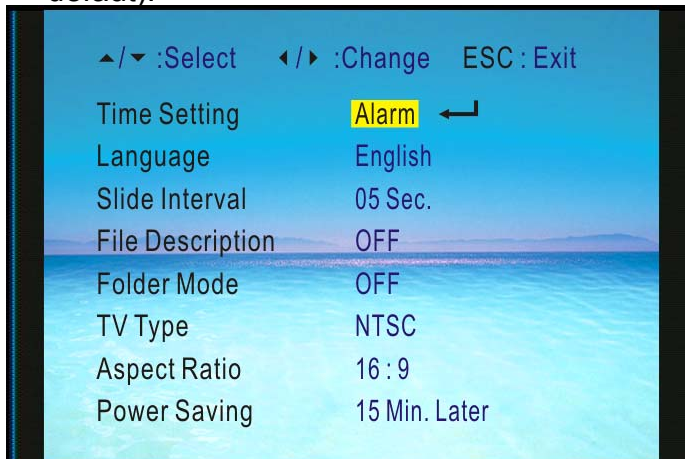 default).
▲/▼ :Select ◀/▶ :Change ESC : Exit
Time Setting Alarm ↵
Language English
Slide Interval 05 Sec.
File Description OFF
Folder Mode OFF
TV Type NTSC
Aspect Ratio 16 : 9
Power Saving 15 Min. Later